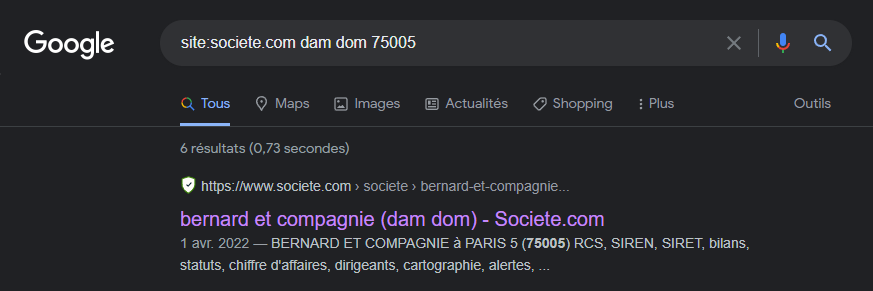 Google
site:societe.com dam dom 75005
Tous Maps Images Actualités Shopping Plus Outils
6 résultats (0,73 secondes)
https://www.societe.com › societe › bernard-et-compagnie...
bernard et compagnie (dam dom) - Societe.com
1 avr. 2022 — BERNARD ET COMPAGNIE à PARIS 5 (75005) RCS, SIREN, SIRET, bilans,
statuts, chiffre d'affaires, dirigeants, cartographie, alertes, ...